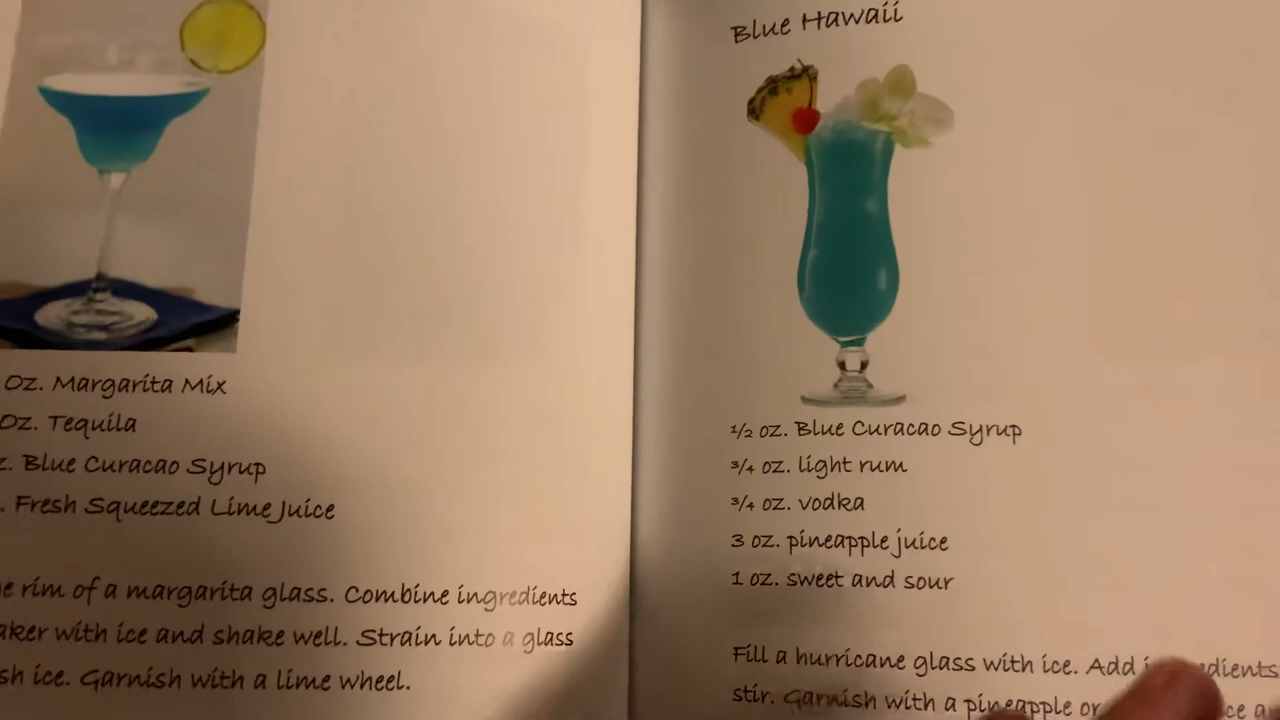 Oz. Margarita Mix
Oz. Tequila
z. Blue Curacao Syrup
. Fresh Squeezed Lime Juice
e rim of a margarita glass. Combine ingredients
aker with ice and shake well. Strain into a glass
sh ice. Garnish with a lime wheel.
Blue Hawaii
1/2 oz. Blue Curacao Syrup
3/4 oz. light rum
3/4 oz. vodka
3 oz. pineapple juice
1 oz. sweet and sour
Fill a hurricane glass with ice. Add
stir. Garnish with a pineapple or